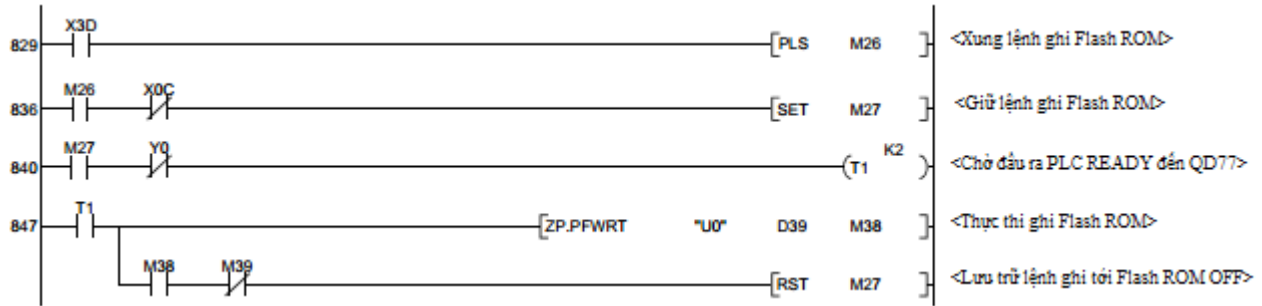 X3D
829 PLS M26 <Xung lệnh ghi Flash ROM>
M26 X0C
836 SET M27 <Giữ lệnh ghi Flash ROM>
M27 Y0 K2
840 T1 <Chờ đầu ra PLC READY đến QD77>
T1
847 ZP.PFWRT "U0" D39 M38 <Thực thi ghi Flash ROM>
M38 M39
RST M27 <Lưu trữ lệnh ghi tới Flash ROM OFF>